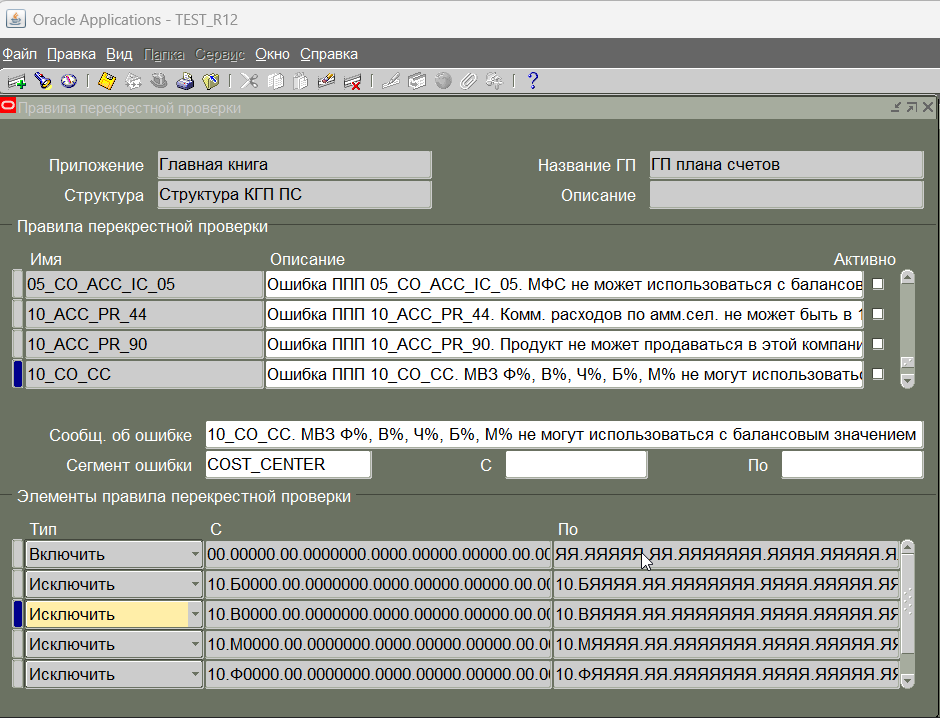 Oracle Applications - TEST_R12
Файл Правка Вид Папка Сервис Окно Справка
Правила перекрестной проверки
Приложение Главная книга Название ГП ГП плана счетов
Структура Структура КГП ПС Описание
Правила перекрестной проверки
Имя Описание Активно
05_CO_ACC_IC_05 Ошибка ППП 05_CO_ACC_IC_05. МФС не может использоваться с балансов
10_ACC_PR_44 Ошибка ППП 10_ACC_PR_44. Комм. расходов по амм.сел. не может быть в 1
10_ACC_PR_90 Ошибка ППП 10_ACC_PR_90. Продукт не может продаваться в этой компани
10_CO_CC Ошибка ППП 10_CO_CC. МВЗ Ф%, В%, Ч%, Б%, М% не могут использовать
Сообщ. об ошибке 10_CO_CC. МВЗ Ф%, В%, Ч%, Б%, М% не могут использоваться с балансовым значением
Сегмент ошибки COST_CENTER С По
Элементы правила перекрестной проверки
Тип С По
Включить 00.00000.00.0000000.0000.00000.00000.00.00 ЯЯ.ЯЯЯЯЯ.ЯЯ.ЯЯЯЯЯЯЯ.ЯЯЯЯ.ЯЯЯЯЯ.Я
Исключить 10.Б0000.00.0000000.0000.00000.00000.00.00 10.БЯЯЯЯ.ЯЯ.ЯЯЯЯЯЯЯ.ЯЯЯЯ.ЯЯЯЯЯ.ЯЯ
Исключить 10.В0000.00.0000000.0000.00000.00000.00.00 10.ВЯЯЯЯ.ЯЯ.ЯЯЯЯЯЯЯ.ЯЯЯЯ.ЯЯЯЯЯ.ЯЯ
Исключить 10.М0000.00.0000000.0000.00000.00000.00.00 10.МЯЯЯЯ.ЯЯ.ЯЯЯЯЯЯЯ.ЯЯЯЯ.ЯЯЯЯЯ.ЯЯ
Исключить 10.Ф0000.00.0000000.0000.00000.00000.00.00 10.ФЯЯЯЯ.ЯЯ.ЯЯЯЯЯЯЯ.ЯЯЯЯ.ЯЯЯЯЯ.ЯЯ